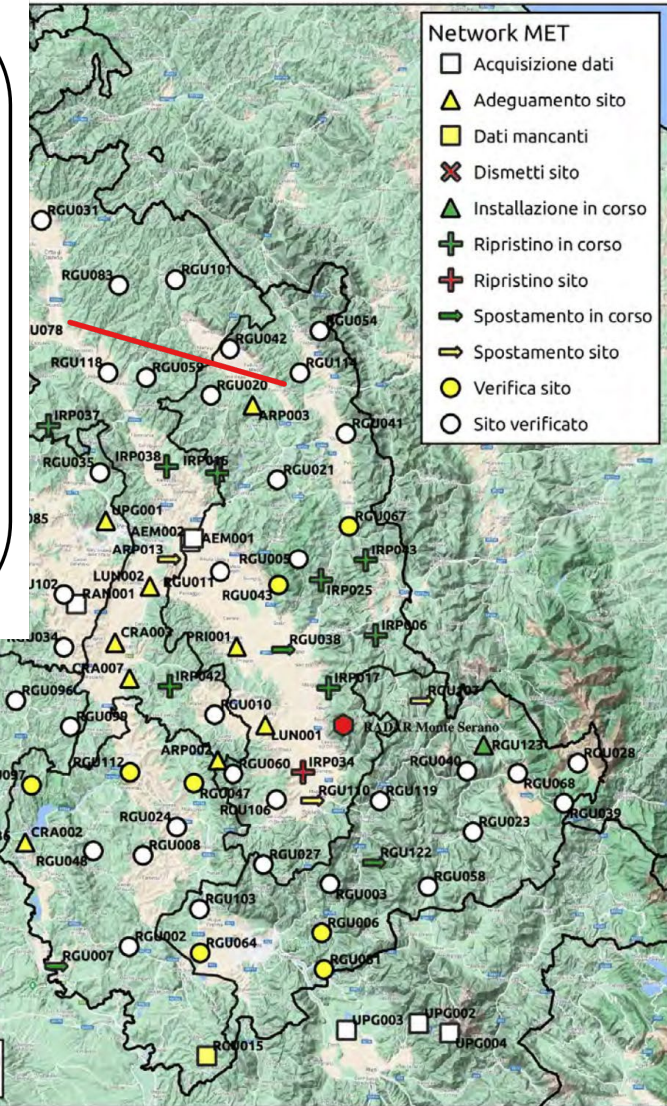 Network MET
Acquisizione dati
Adeguamento sito
Dati mancanti
Dismetti sito
Installazione in corso
Ripristino in corso
Ripristino sito
Spostamento in corso
Spostamento sito
Verifica sito
Sito verificato
RGU031
RGU083
RGU101
U078
RGU042
RGU054
RGU118
RGU059
RGU114
RGU020
ARP003
IRP037
RGU041
RGU035
IRP038
RGU021
UPG001
085
RGU067
AEM002
AEM001
ARP013
RGU005
IRP043
LUN002
RGU011
RGU043
IRP025
RAN001
IRP006
CRA003
PRI001
RGU038
CRA007
IRP042
IRP017
RGU096
RGU010
LUN001
RADAR Monte Serano
RGU123
RGU112
ARP002
RGU060
IRP034
RGU040
RGU028
RGU068
RGU047
RGU106
RGU110
RGU119
RGU039
RGU024
RGU023
CRA002
RGU048
RGU008
RGU027
RGU122
RGU003
RGU058
RGU103
RGU006
RGU002
RGU064
RGU007
RGU061
UPG003
UPG002
UPG004
RGU015